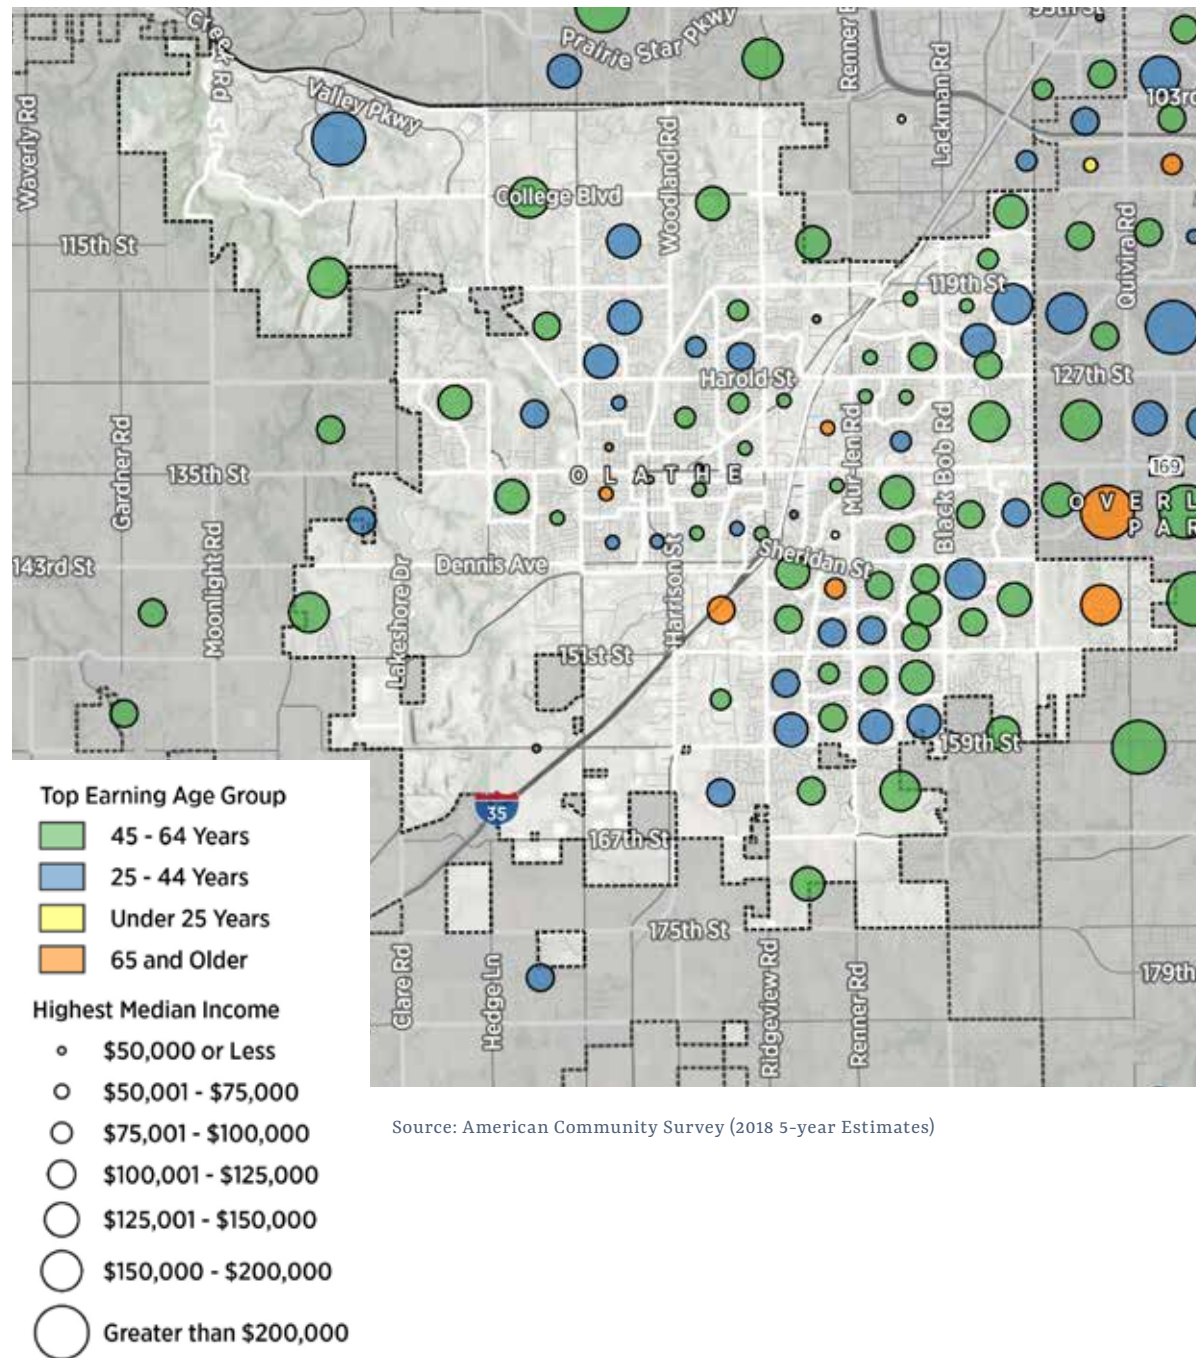 95th St
Creek Rd
Prairie Star Pkwy
Renner B
Lackman Rd
Valley Pkwy
103rd
Waverly Rd
Woodland Rd
College Blvd
115th St
Quivira Rd
119th St
Harold St
127th St
Mur-len Rd
Black Bob Rd
Gardner Rd
135th St
OLATHE
169
OVERL
PAR
Moonlight Rd
143rd St
Lakeshore Dr
Dennis Ave
Harrison St
Sheridan St
151st St
159th St
35
167th St
175th St
Clare Rd
Hedge Ln
Ridgeview Rd
Renner Rd
179th
Top Earning Age Group
45 - 64 Years
25 - 44 Years
Under 25 Years
65 and Older
Highest Median Income
$50,000 or Less
$50,001 - $75,000
$75,001 - $100,000
$100,001 - $125,000
$125,001 - $150,000
$150,000 - $200,000
Greater than $200,000
Source: American Community Survey (2018 5-year Estimates)